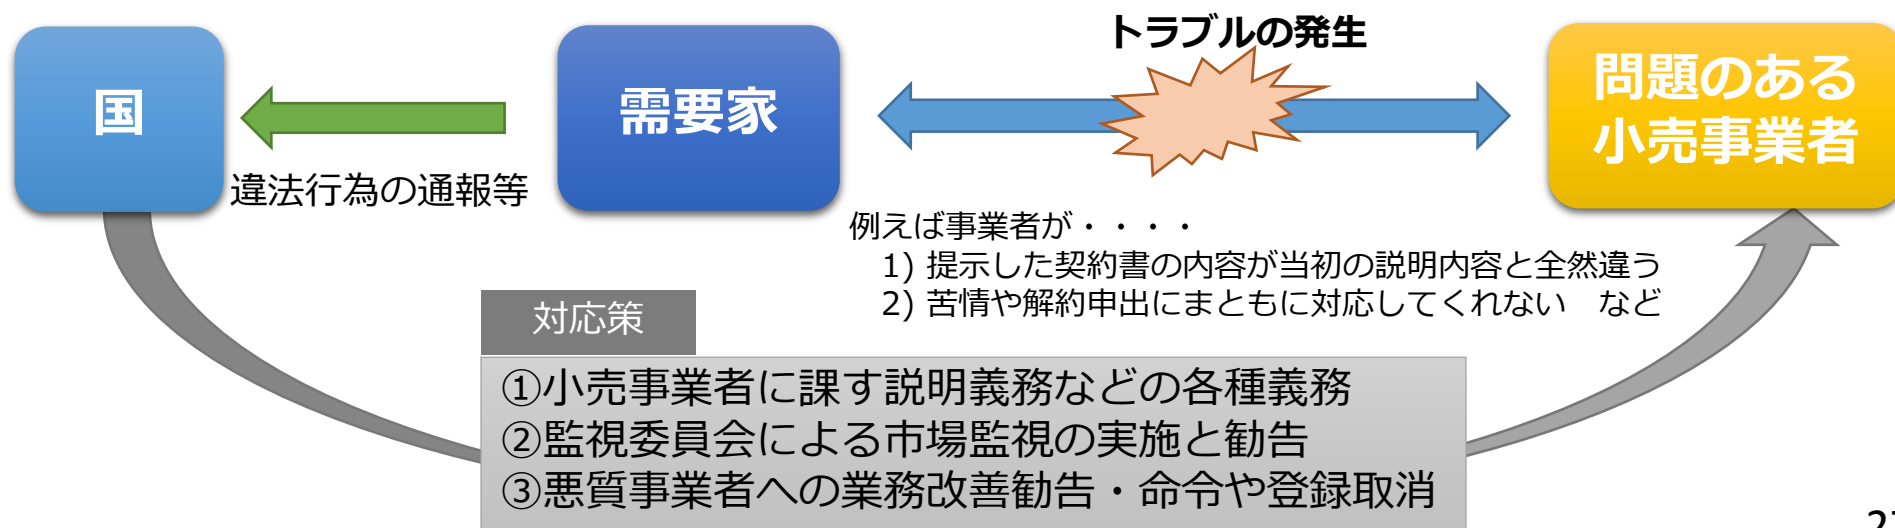 トラブルの発生
国
需要家
問題のある
小売事業者
違法行為の通報等
例えば事業者が・・・・
1) 提示した契約書の内容が当初の説明内容と全然違う
2) 苦情や解約申出にまともに対応してくれない　など
対応策
①小売事業者に課す説明義務などの各種義務
②監視委員会による市場監視の実施と勧告
③悪質事業者への業務改善勧告・命令や登録取消